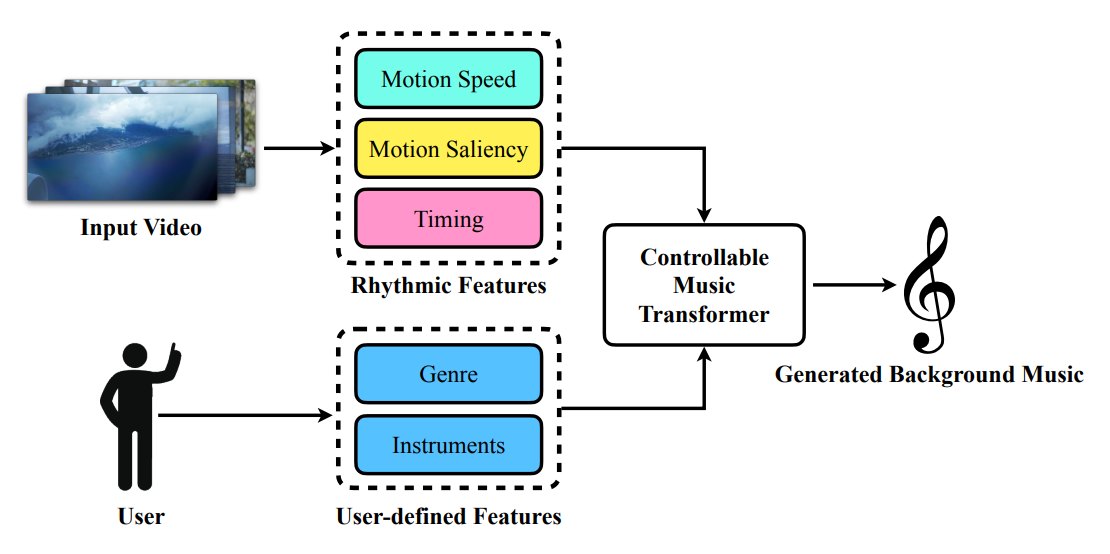 Motion Speed
Motion Saliency
Timing
Input Video
Rhythmic Features
Controllable
Music
Transformer
Generated Background Music
Genre
Instruments
User
User-defined Features